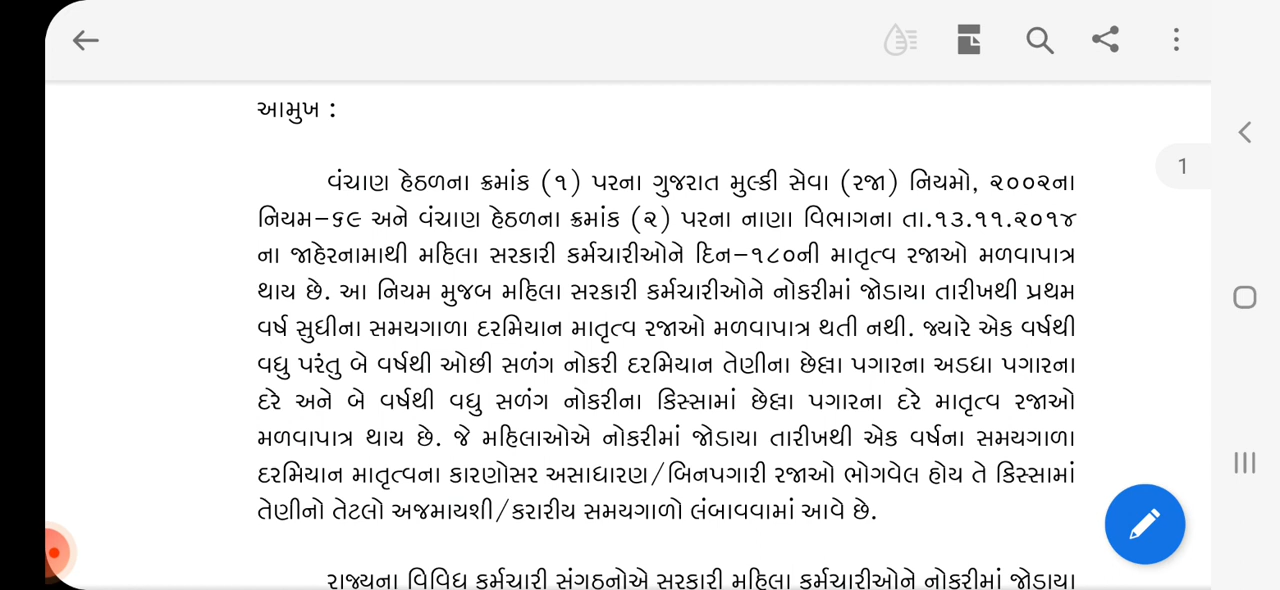 1
આમુખ :
વંચાણ હેઠળના ક્રમાંક (૧) પરના ગુજરાત મુલ્કી સેવા (રજા) નિયમો, ૨૦૦૨ના
નિયમ-૬૯ અને વંચાણ હેઠળના ક્રમાંક (૨) પરના નાણા વિભાગના તા.૧૩.૧૧.૨૦૧૪
ના જાહેરનામાથી મહિલા સરકારી કર્મચારીઓને દિન-૧૮૦ની માતૃત્વ રજાઓ મળવાપાત્ર
થાય છે. આ નિયમ મુજબ મહિલા સરકારી કર્મચારીઓને નોકરીમાં જોડાયા તારીખથી પ્રથમ
વર્ષ સુધીના સમયગાળા દરમિયાન માતૃત્વ રજાઓ મળવાપાત્ર થતી નથી. જ્યારે એક વર્ષથી
વધુ પરંતુ બે વર્ષથી ઓછી સળંગ નોકરી દરમિયાન તેણીના છેલ્લા પગારના અડધા પગારના
દરે અને બે વર્ષથી વધુ સળંગ નોકરીના કિસ્સામાં છેલ્લા પગારના દરે માતૃત્વ રજાઓ
મળવાપાત્ર થાય છે. જે મહિલાઓએ નોકરીમાં જોડાયા તારીખથી એક વર્ષના સમયગાળા
દરમિયાન માતૃત્વના કારણોસર અસાધારણ/બિનપગારી રજાઓ ભોગવેલ હોય તે કિસ્સામાં
તેણીનો તેટલો અજમાયશી/કરારીય સમયગાળો લંબાવવામાં આવે છે.
રાજ્યના વિવિધ કર્મચારી સંગઠનોએ સરકારી મહિલા કર્મચારીઓને નોકરીમાં જોડાયા